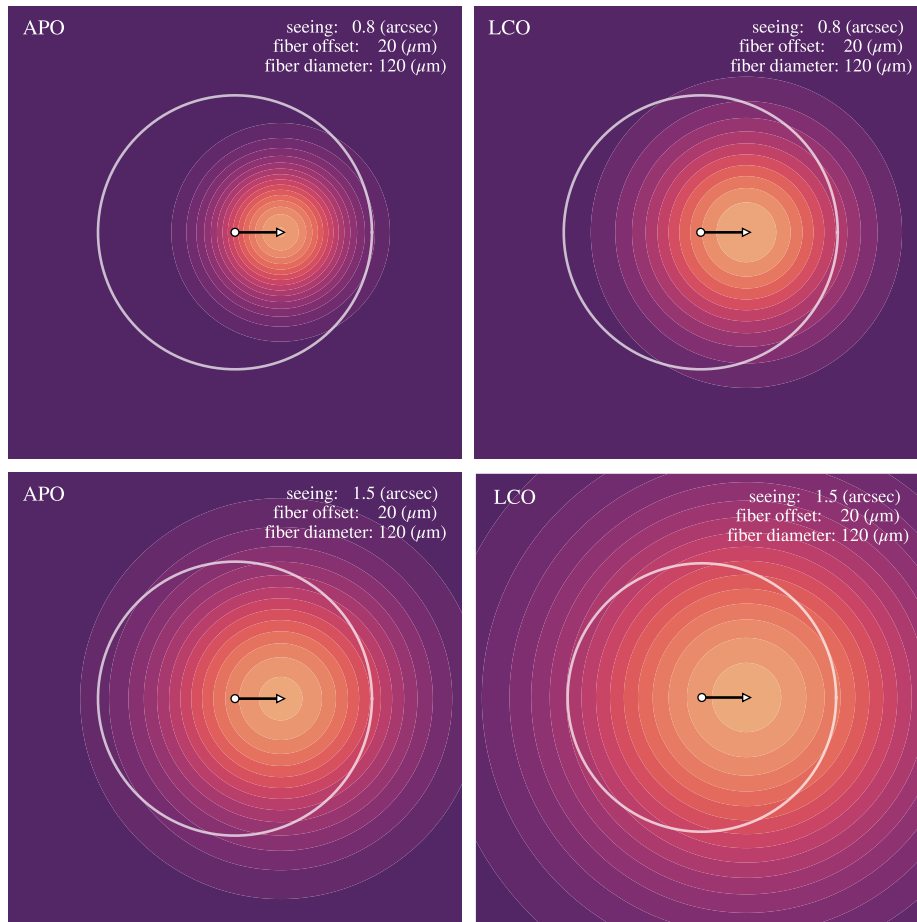 APO
seeing: 0.8 (arcsec)
fiber offset: 20 (µm)
fiber diameter: 120 (µm)
LCO
seeing: 0.8 (arcsec)
fiber offset: 20 (µm)
fiber diameter: 120 (µm)
APO
seeing: 1.5 (arcsec)
fiber offset: 20 (µm)
fiber diameter: 120 (µm)
LCO
seeing: 1.5 (arcsec)
fiber offset: 20 (µm)
fiber diameter: 120 (µm)